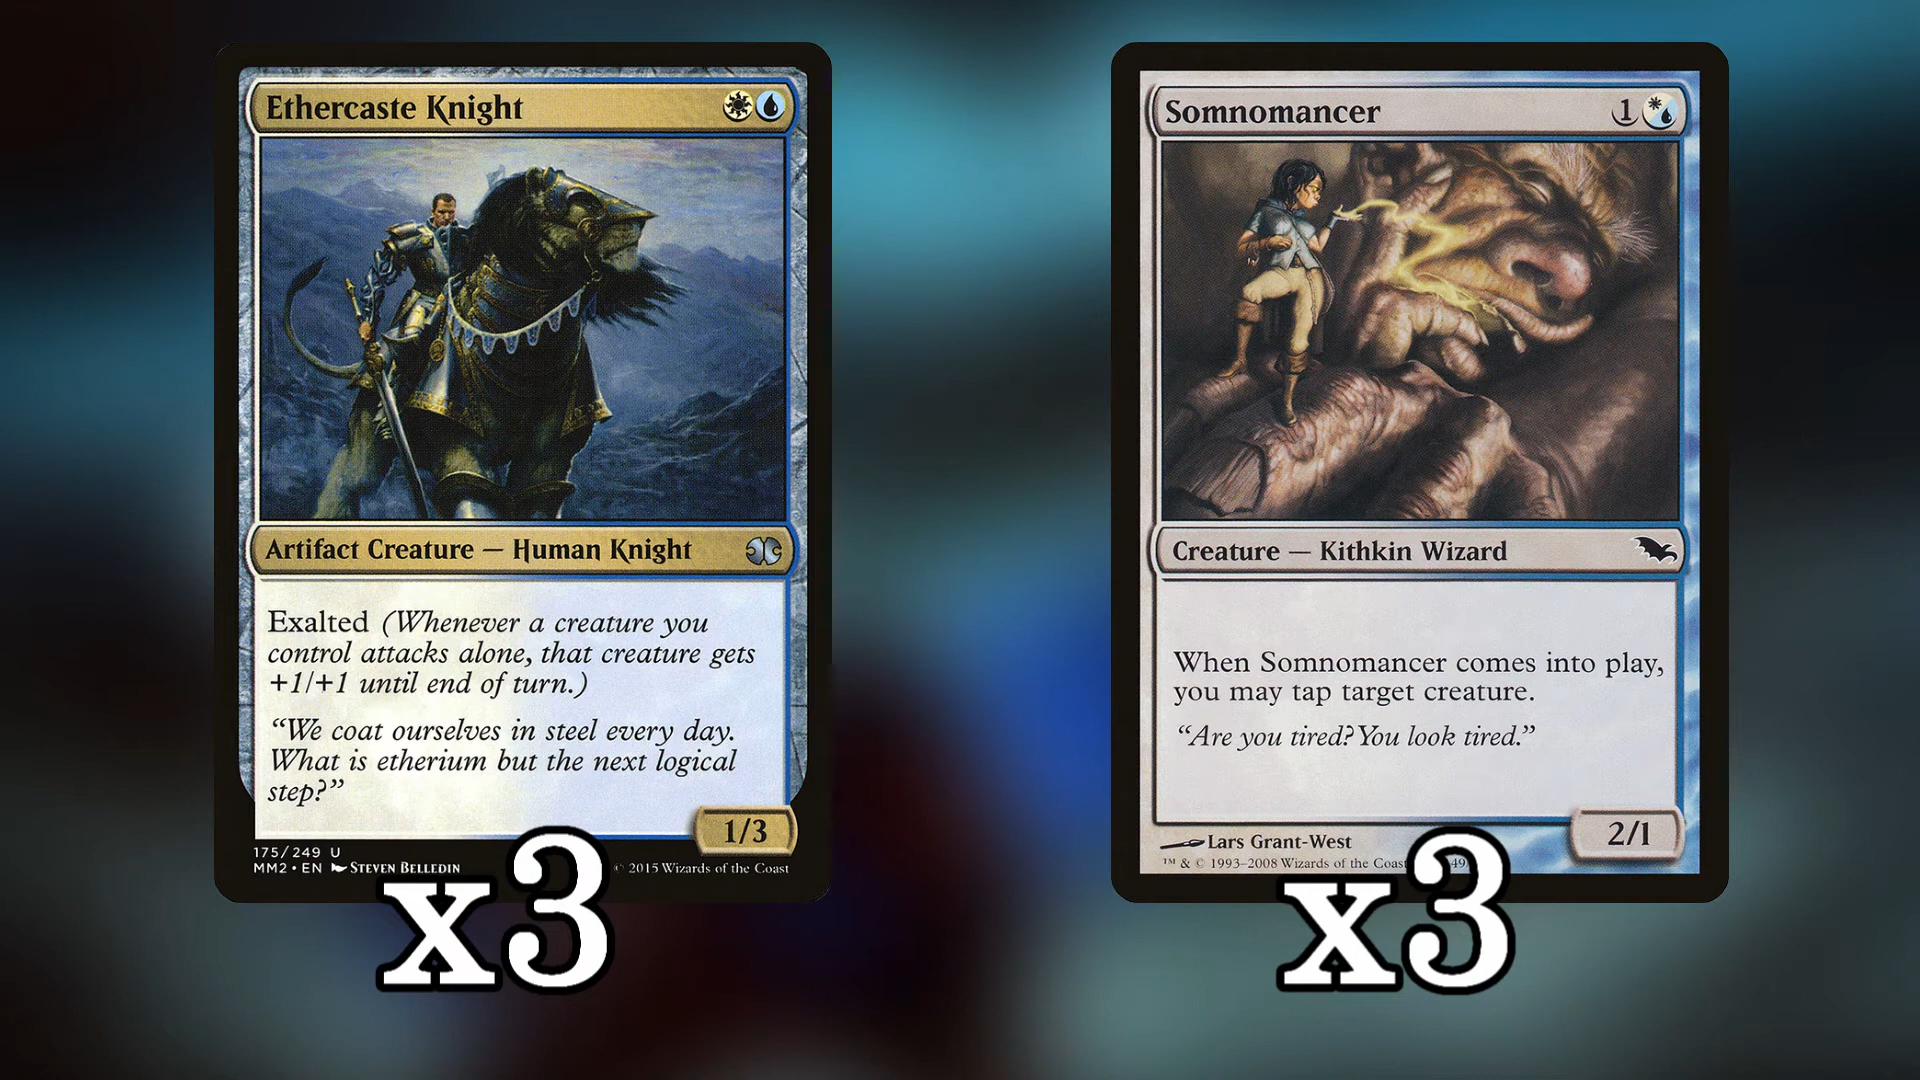 Ethercaste Knight
Artifact Creature — Human Knight
Exalted (Whenever a creature you
control attacks alone, that creature gets
+1/+1 until end of turn.)
“We coat ourselves in steel every day.
What is etherium but the next logical
step?”
1/3
175/249 U
MM2 • EN STEVEN BELLEDIN
© 2015 Wizards of the Coast
x3
Somnomancer
1
Creature — Kithkin Wizard
When Somnomancer comes into play,
you may tap target creature.
“Are you tired? You look tired.”
2/1
Lars Grant-West
™ & © 1993–2008 Wizards of the Coast
x3